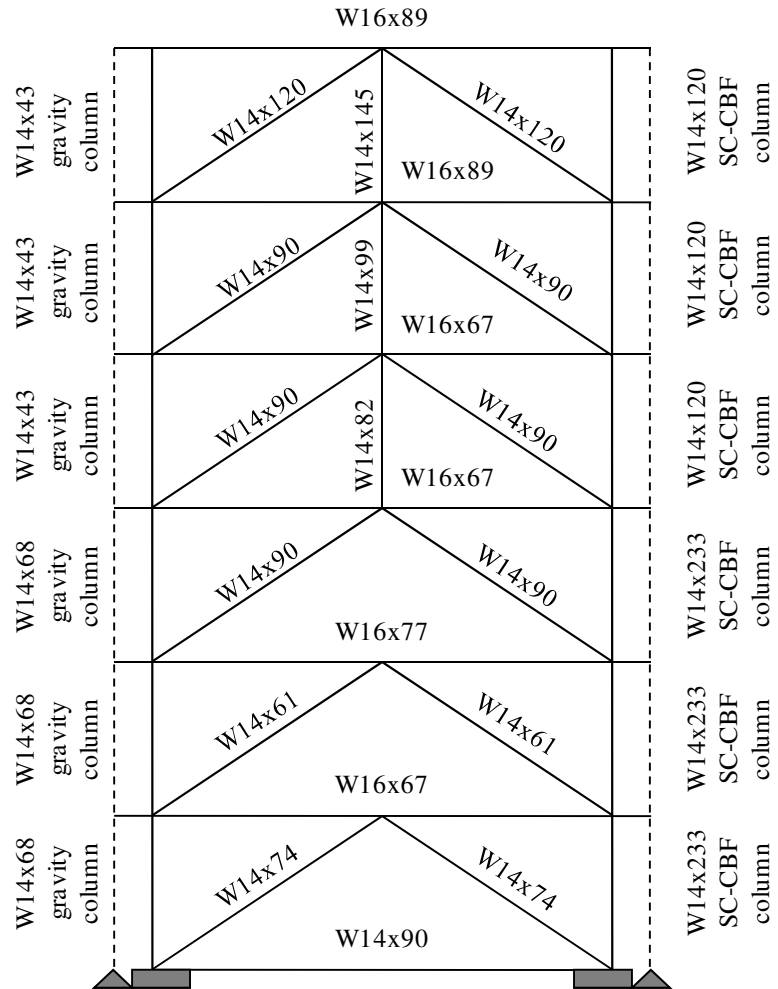 W16x89
W14x43
gravity
column
W14x120
W14x145
W14x120
W16x89
W14x120
SC-CBF
column
W14x43
gravity
column
W14x90
W14x99
W14x90
W16x67
W14x120
SC-CBF
column
W14x43
gravity
column
W14x90
W14x82
W14x90
W16x67
W14x120
SC-CBF
column
W14x68
gravity
column
W14x90
W14x90
W16x77
W14x233
SC-CBF
column
W14x68
gravity
column
W14x61
W14x61
W16x67
W14x233
SC-CBF
column
W14x68
gravity
column
W14x74
W14x74
W14x90
W14x233
SC-CBF
column